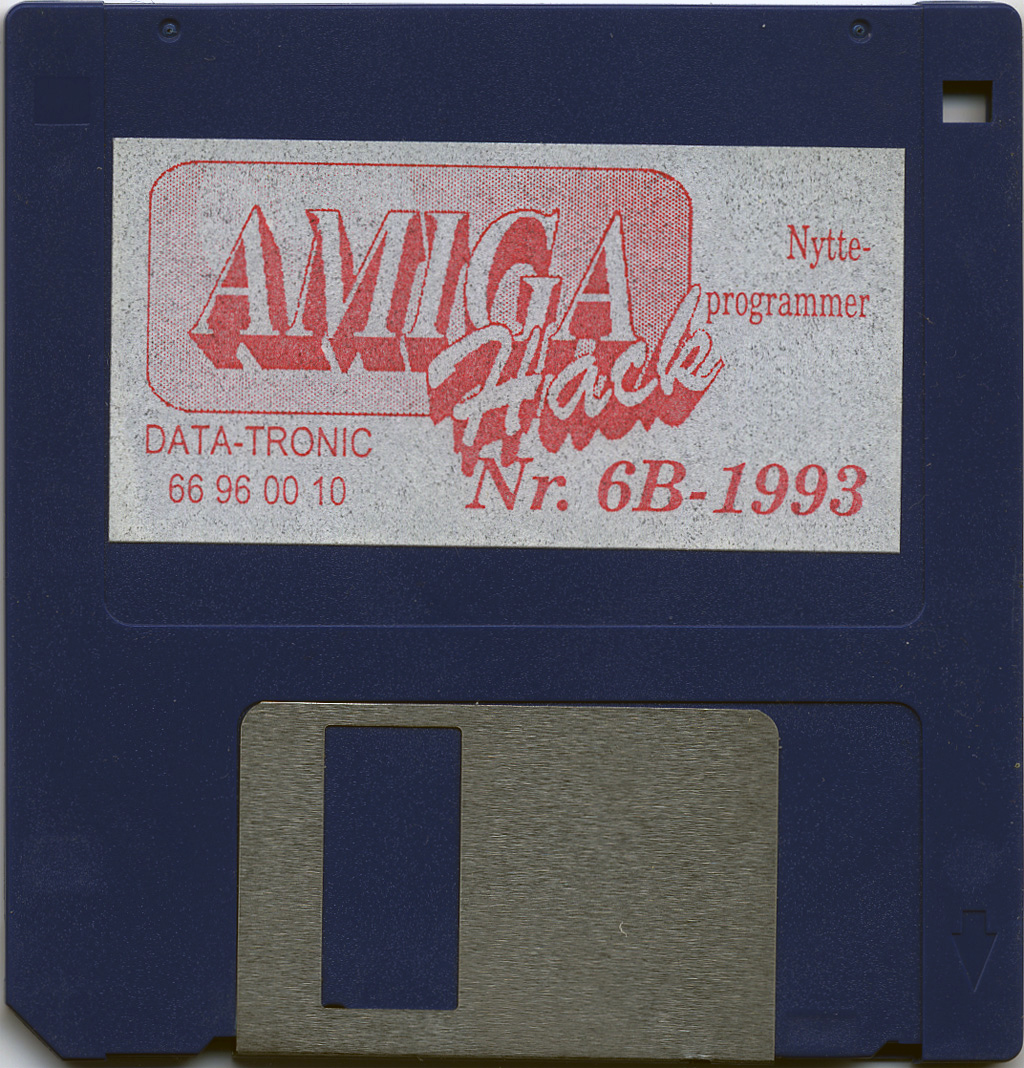 AMIGA
Hack
Nytte-
programmer
DATA-TRONIC
66 96 00 10
Nr. 6B-1993